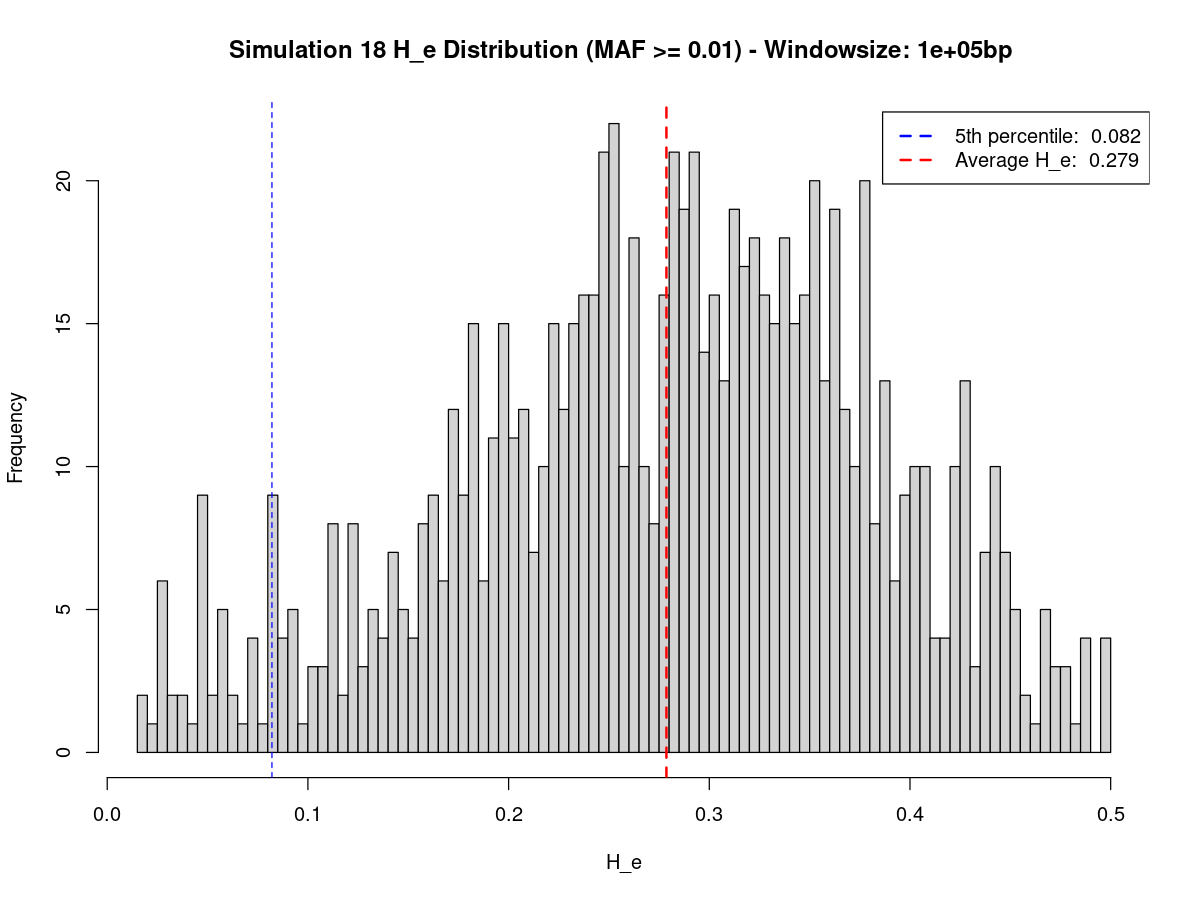 Simulation 18 H_e Distribution (MAF >= 0.01) - Windowsize: 1e+05bp
5th percentile:  0.082
Average H_e:  0.279
Frequency
20
15
10
5
0
0.0 0.1 0.2 0.3 0.4 0.5
H_e